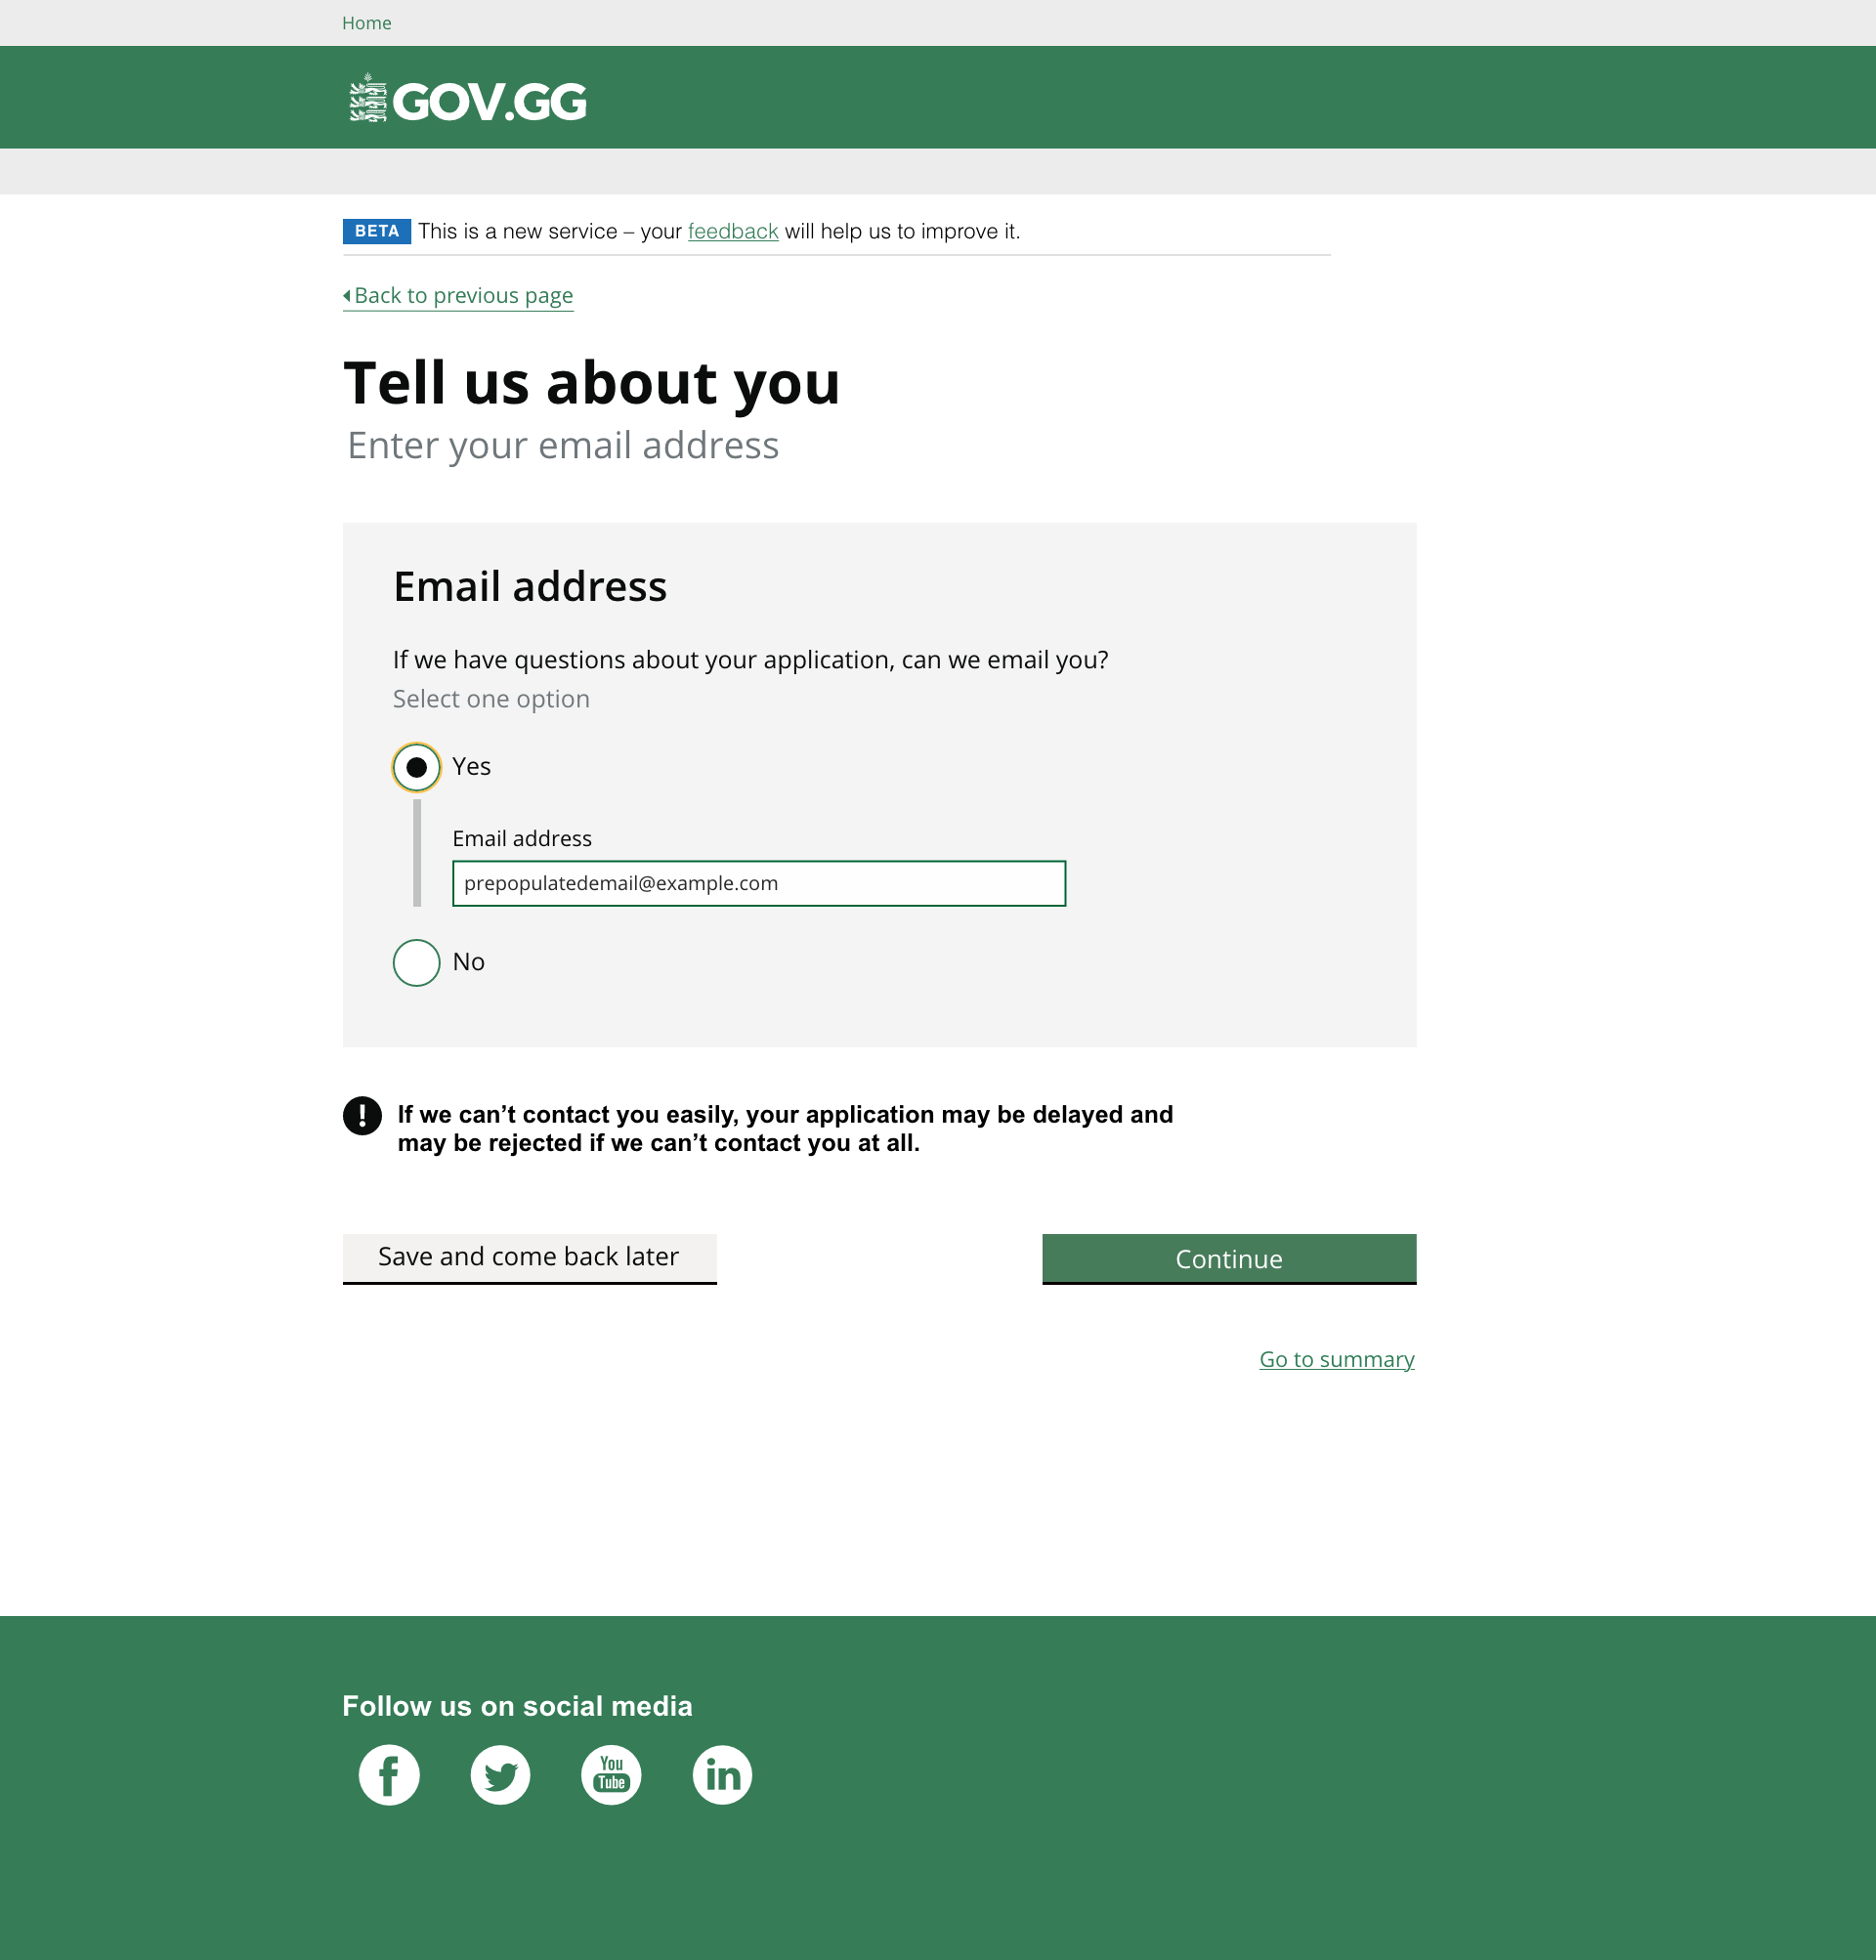 Home
GOV.GG
BETA This is a new service – your feedback will help us to improve it.
Back to previous page
Tell us about you
Enter your email address
Email address
If we have questions about your application, can we email you?
Select one option
Yes
Email address
prepopulatedemail@example.com
No
! If we can’t contact you easily, your application may be delayed and
may be rejected if we can’t contact you at all.
Save and come back later
Continue
Go to summary
Follow us on social media
f
You
Tube
in